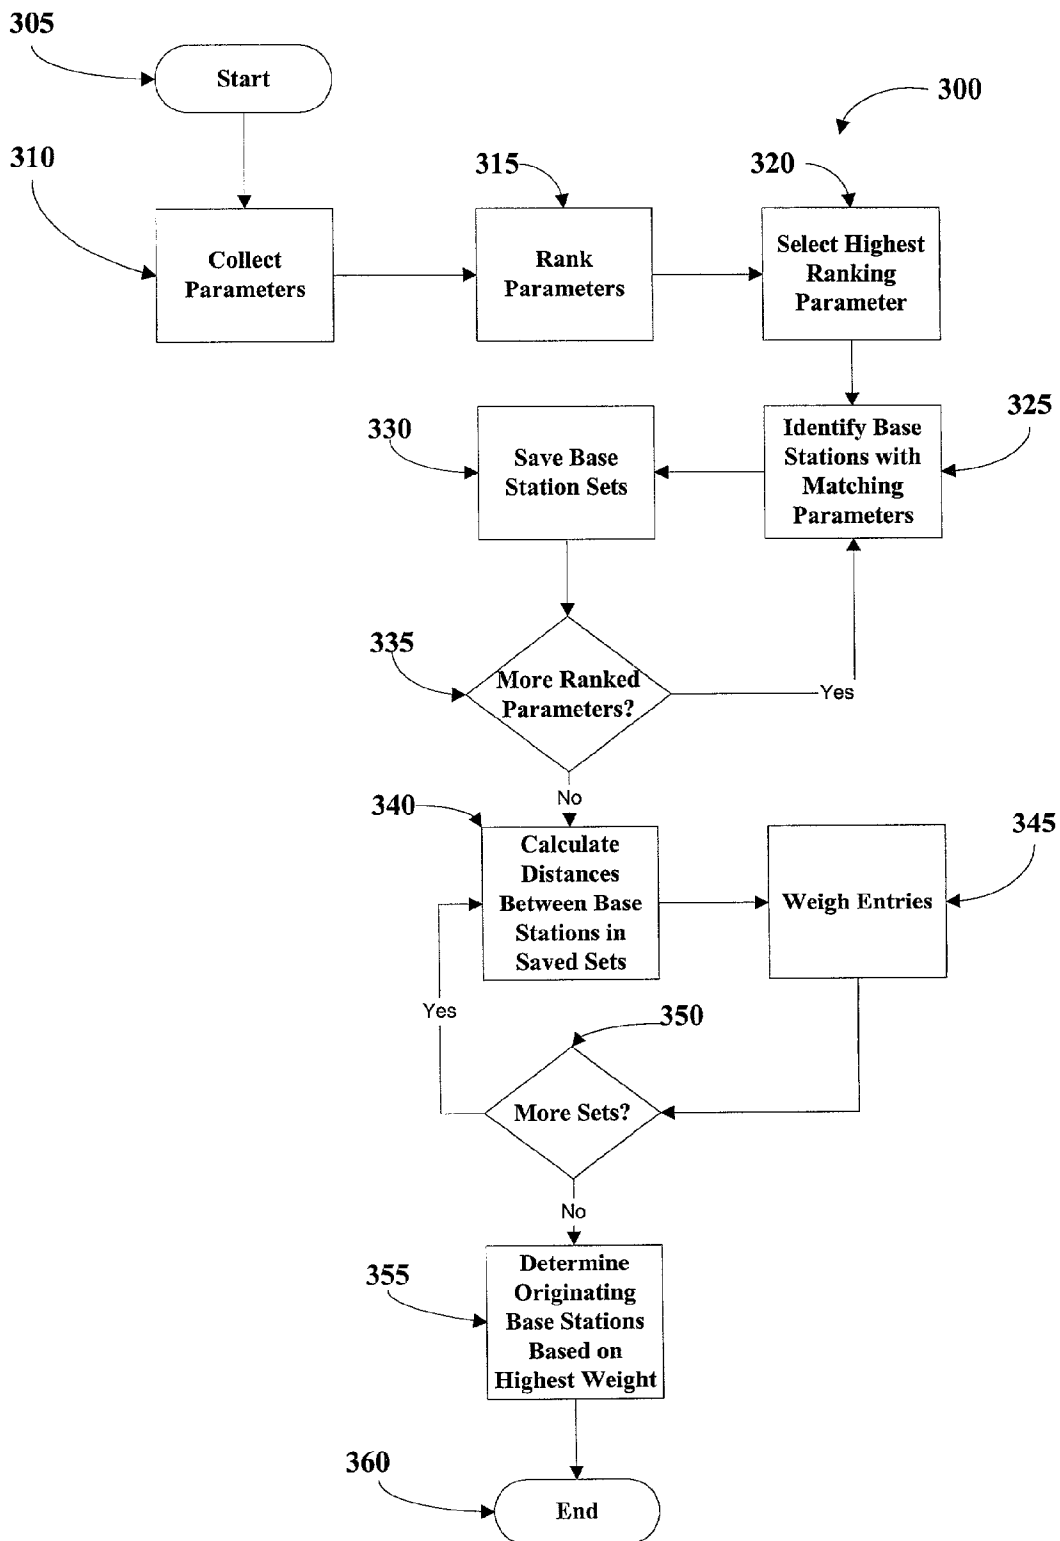 305
Start
300
310
315
320
Collect
Parameters
Rank
Parameters
Select Highest
Ranking
Parameter
330
325
Save Base
Station Sets
Identify Base
Stations with
Matching
Parameters
335
More Ranked
Parameters?
Yes
No
340
345
Calculate
Distances
Between Base
Stations in
Saved Sets
Weigh Entries
Yes
350
More Sets?
No
355
Determine
Originating
Base Stations
Based on
Highest Weight
360
End